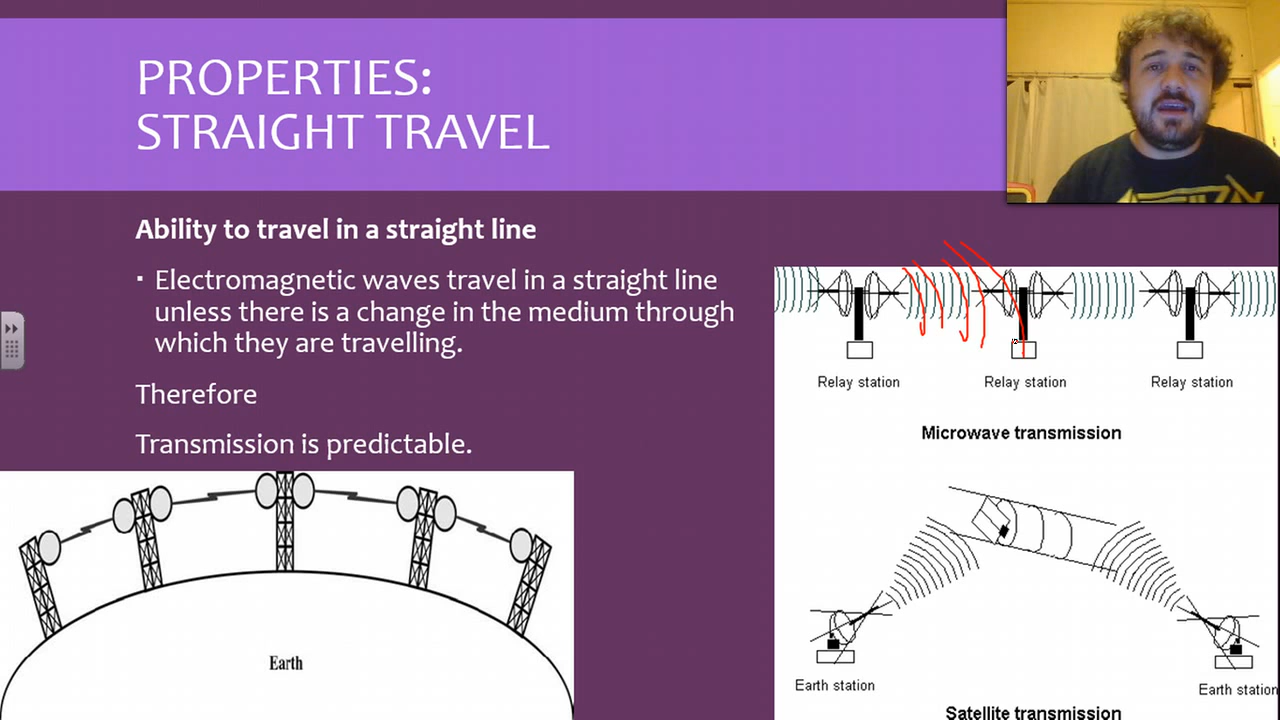 PROPERTIES:
STRAIGHT TRAVEL
Ability to travel in a straight line
▪ Electromagnetic waves travel in a straight line
unless there is a change in the medium through
which they are travelling.
Therefore
Transmission is predictable.
Earth
Relay station
Relay station
Relay station
Microwave transmission
Earth station
Earth station
Satellite transmission